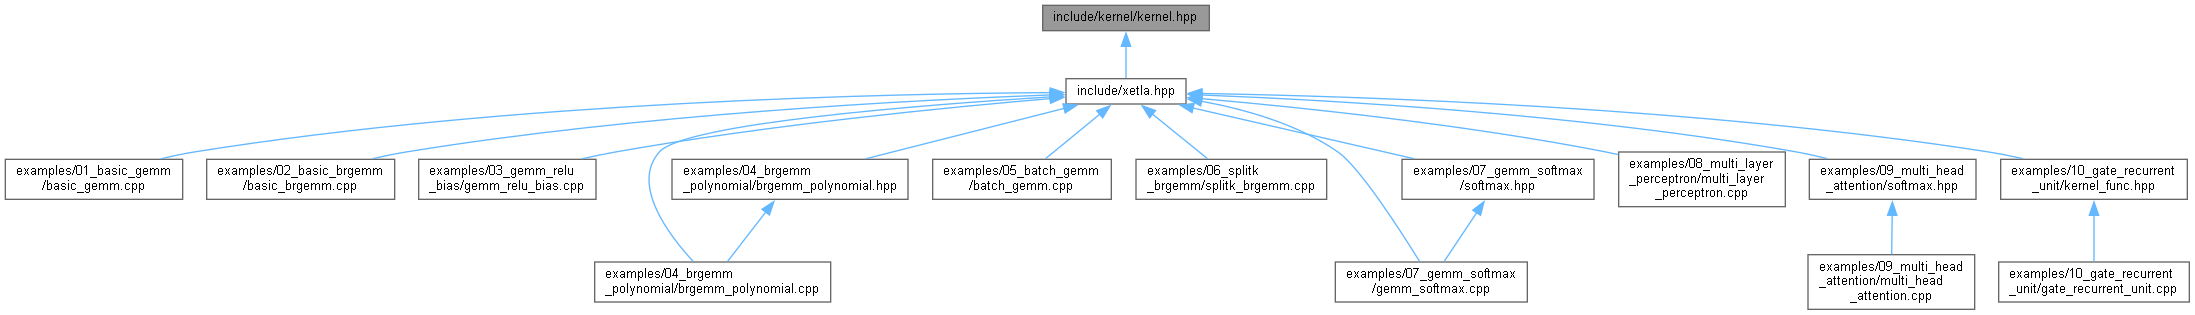 include/kernel/kernel.hpp
include/xetla.hpp
examples/01_basic_gemm
/basic_gemm.cpp
examples/02_basic_brgemm
/basic_brgemm.cpp
examples/03_gemm_relu
_bias/gemm_relu_bias.cpp
examples/04_brgemm
_polynomial/brgemm_polynomial.hpp
examples/05_batch_gemm
/batch_gemm.cpp
examples/06_splitk
_brgemm/splitk_brgemm.cpp
examples/07_gemm_softmax
/softmax.hpp
examples/08_multi_layer
_perceptron/multi_layer
_perceptron.cpp
examples/09_multi_head
_attention/softmax.hpp
examples/10_gate_recurrent
_unit/kernel_func.hpp
examples/04_brgemm
_polynomial/brgemm_polynomial.cpp
examples/07_gemm_softmax
/gemm_softmax.cpp
examples/09_multi_head
_attention/multi_head
_attention.cpp
examples/10_gate_recurrent
_unit/gate_recurrent_unit.cpp